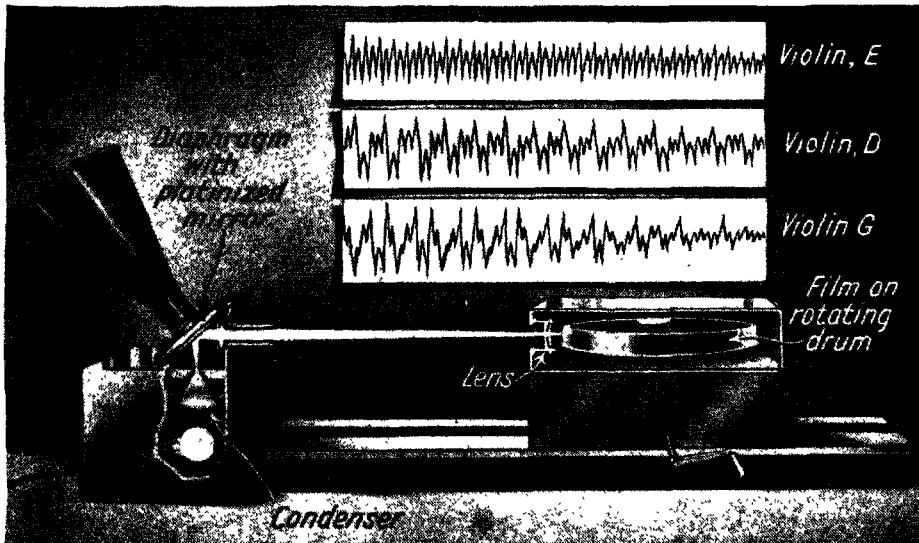 Violin, E
Violin, D
Violin G
Diaphragm
with
platinized
mirror
Film on
rotating
drum
Lens
Condenser